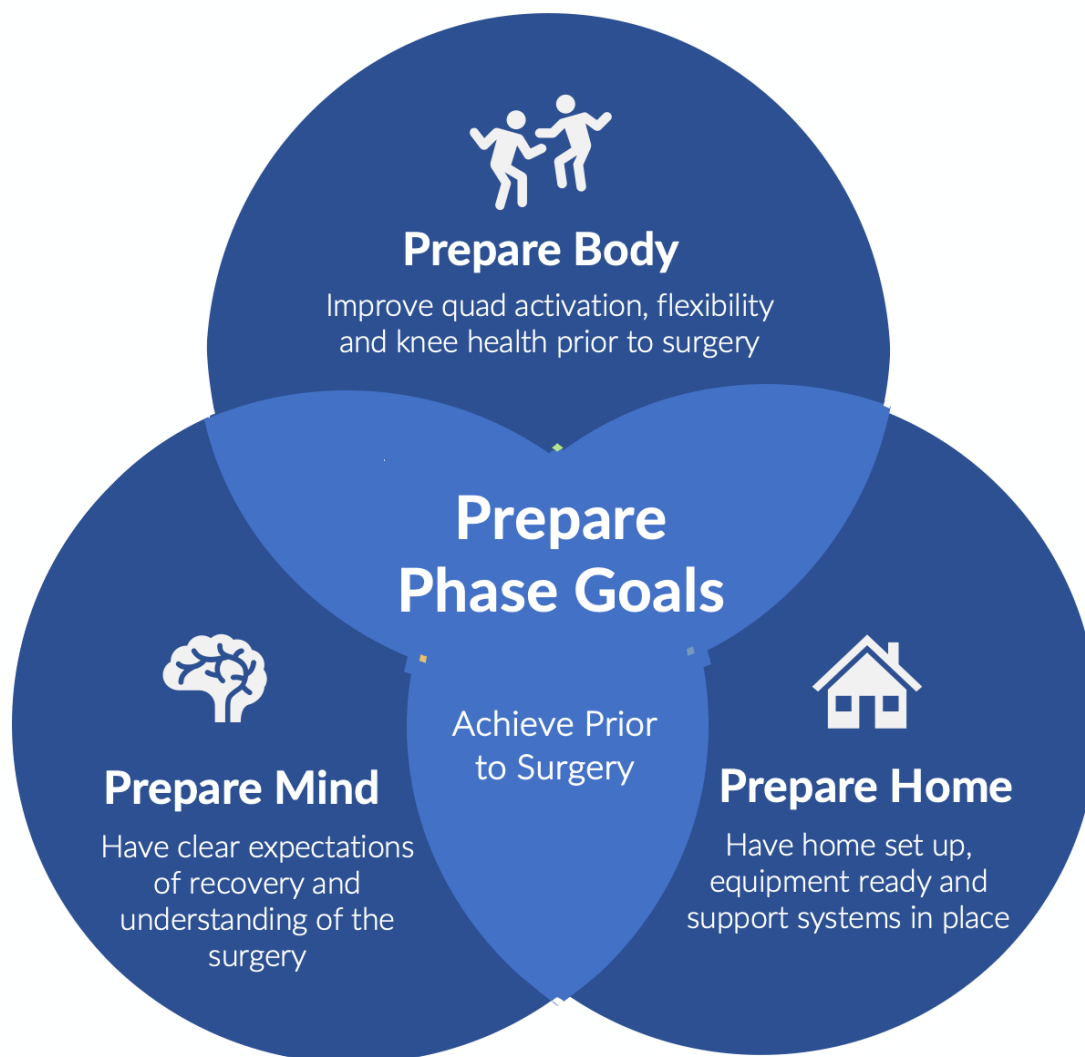 Prepare Body
Improve quad activation, flexibility
and knee health prior to surgery
Prepare
Phase Goals
Achieve Prior
to Surgery
Prepare Mind
Have clear expectations
of recovery and
understanding of the
surgery
Prepare Home
Have home set up,
equipment ready and
support systems in place